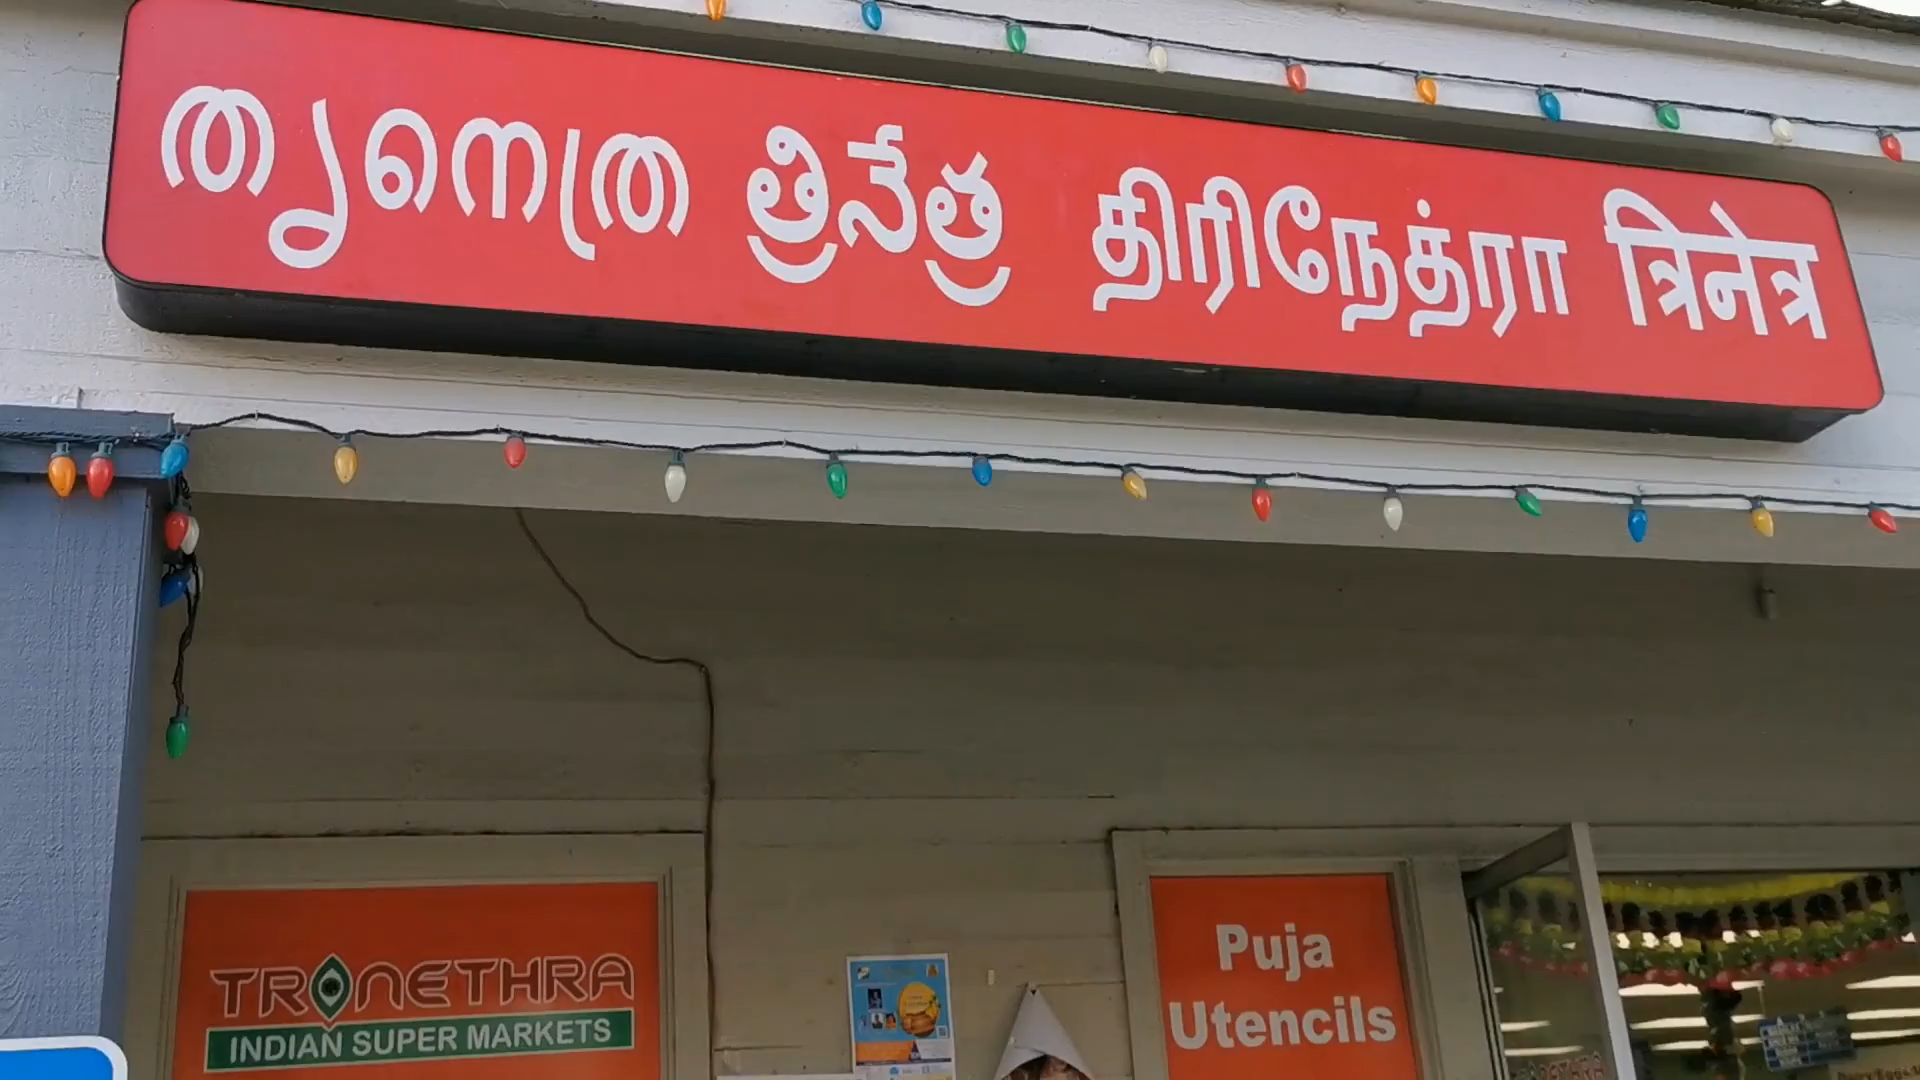 തൃനെത്ര త్రినేత్ర திரிநேத்ரா त्रिनेत्र
TRINETHRA
INDIAN SUPER MARKETS
Puja
Utencils